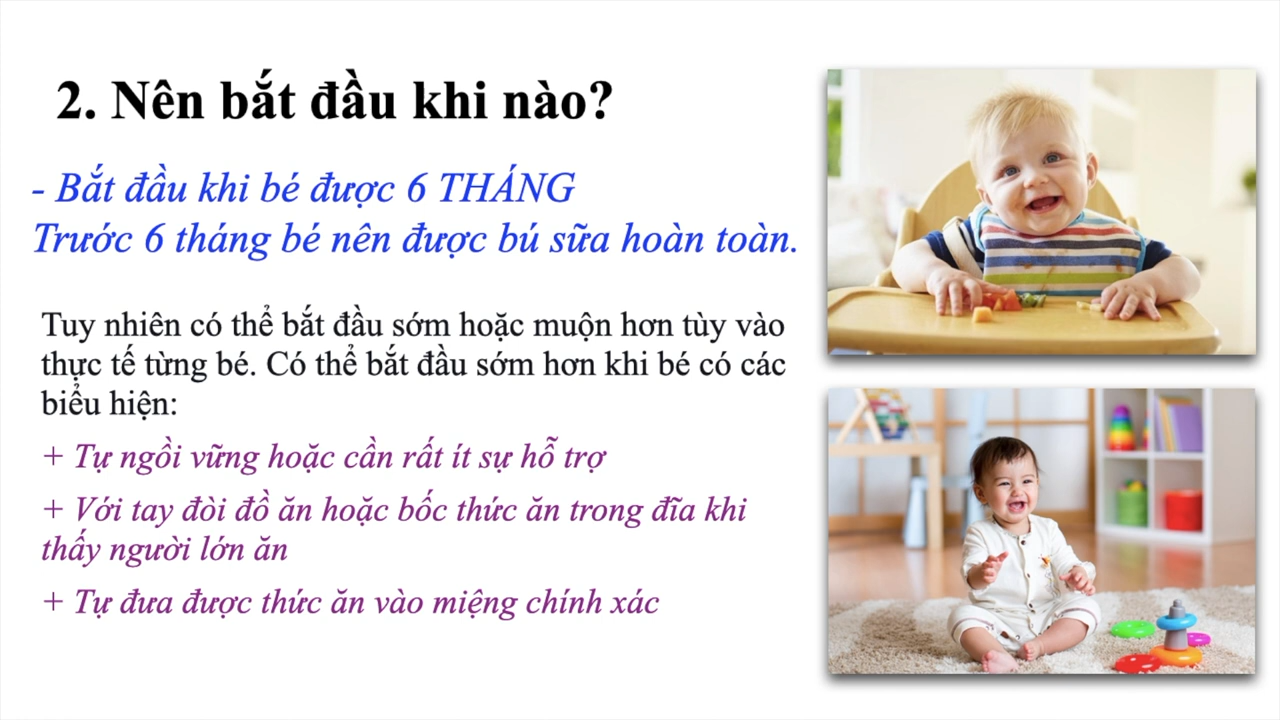 2. Nên bắt đầu khi nào?
- Bắt đầu khi bé được 6 THÁNG
Trước 6 tháng bé nên được bú sữa hoàn toàn.
Tuy nhiên có thể bắt đầu sớm hoặc muộn hơn tùy vào
thực tế từng bé. Có thể bắt đầu sớm hơn khi bé có các
biểu hiện:
+ Tự ngồi vững hoặc cần rất ít sự hỗ trợ
+ Với tay đòi đồ ăn hoặc bốc thức ăn trong đĩa khi
thấy người lớn ăn
+ Tự đưa được thức ăn vào miệng chính xác